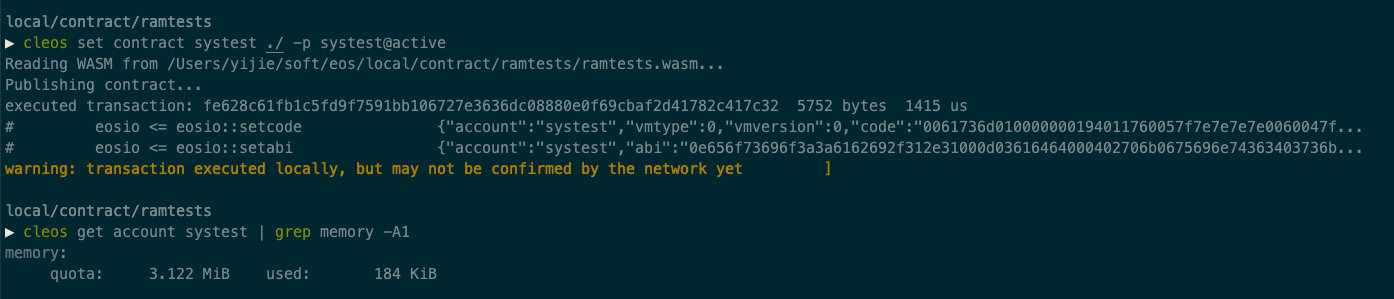 local/contract/ramtests
▶ cleos set contract systest ./ -p systest@active
Reading WASM from /Users/yijie/soft/eos/local/contract/ramtests/ramtests.wasm...
Publishing contract...
executed transaction: fe628c61fb1c5fd9f7591bb106727e3636dc08880e0f69cbaf2d41782c417c32  5752 bytes  1415 us
#         eosio <= eosio::setcode               {"account":"systest","vmtype":0,"vmversion":0,"code":"0061736d010000000194011760057f7e7e7e7e0060047f...
#         eosio <= eosio::setabi                {"account":"systest","abi":"0e656f73696f3a3a6162692f312e31000d03616464000402706b0675696e74363403736b...
warning: transaction executed locally, but may not be confirmed by the network yet         ]
local/contract/ramtests
▶ cleos get account systest | grep memory -A1
memory:
     quota:     3.122 MiB    used:       184 KiB